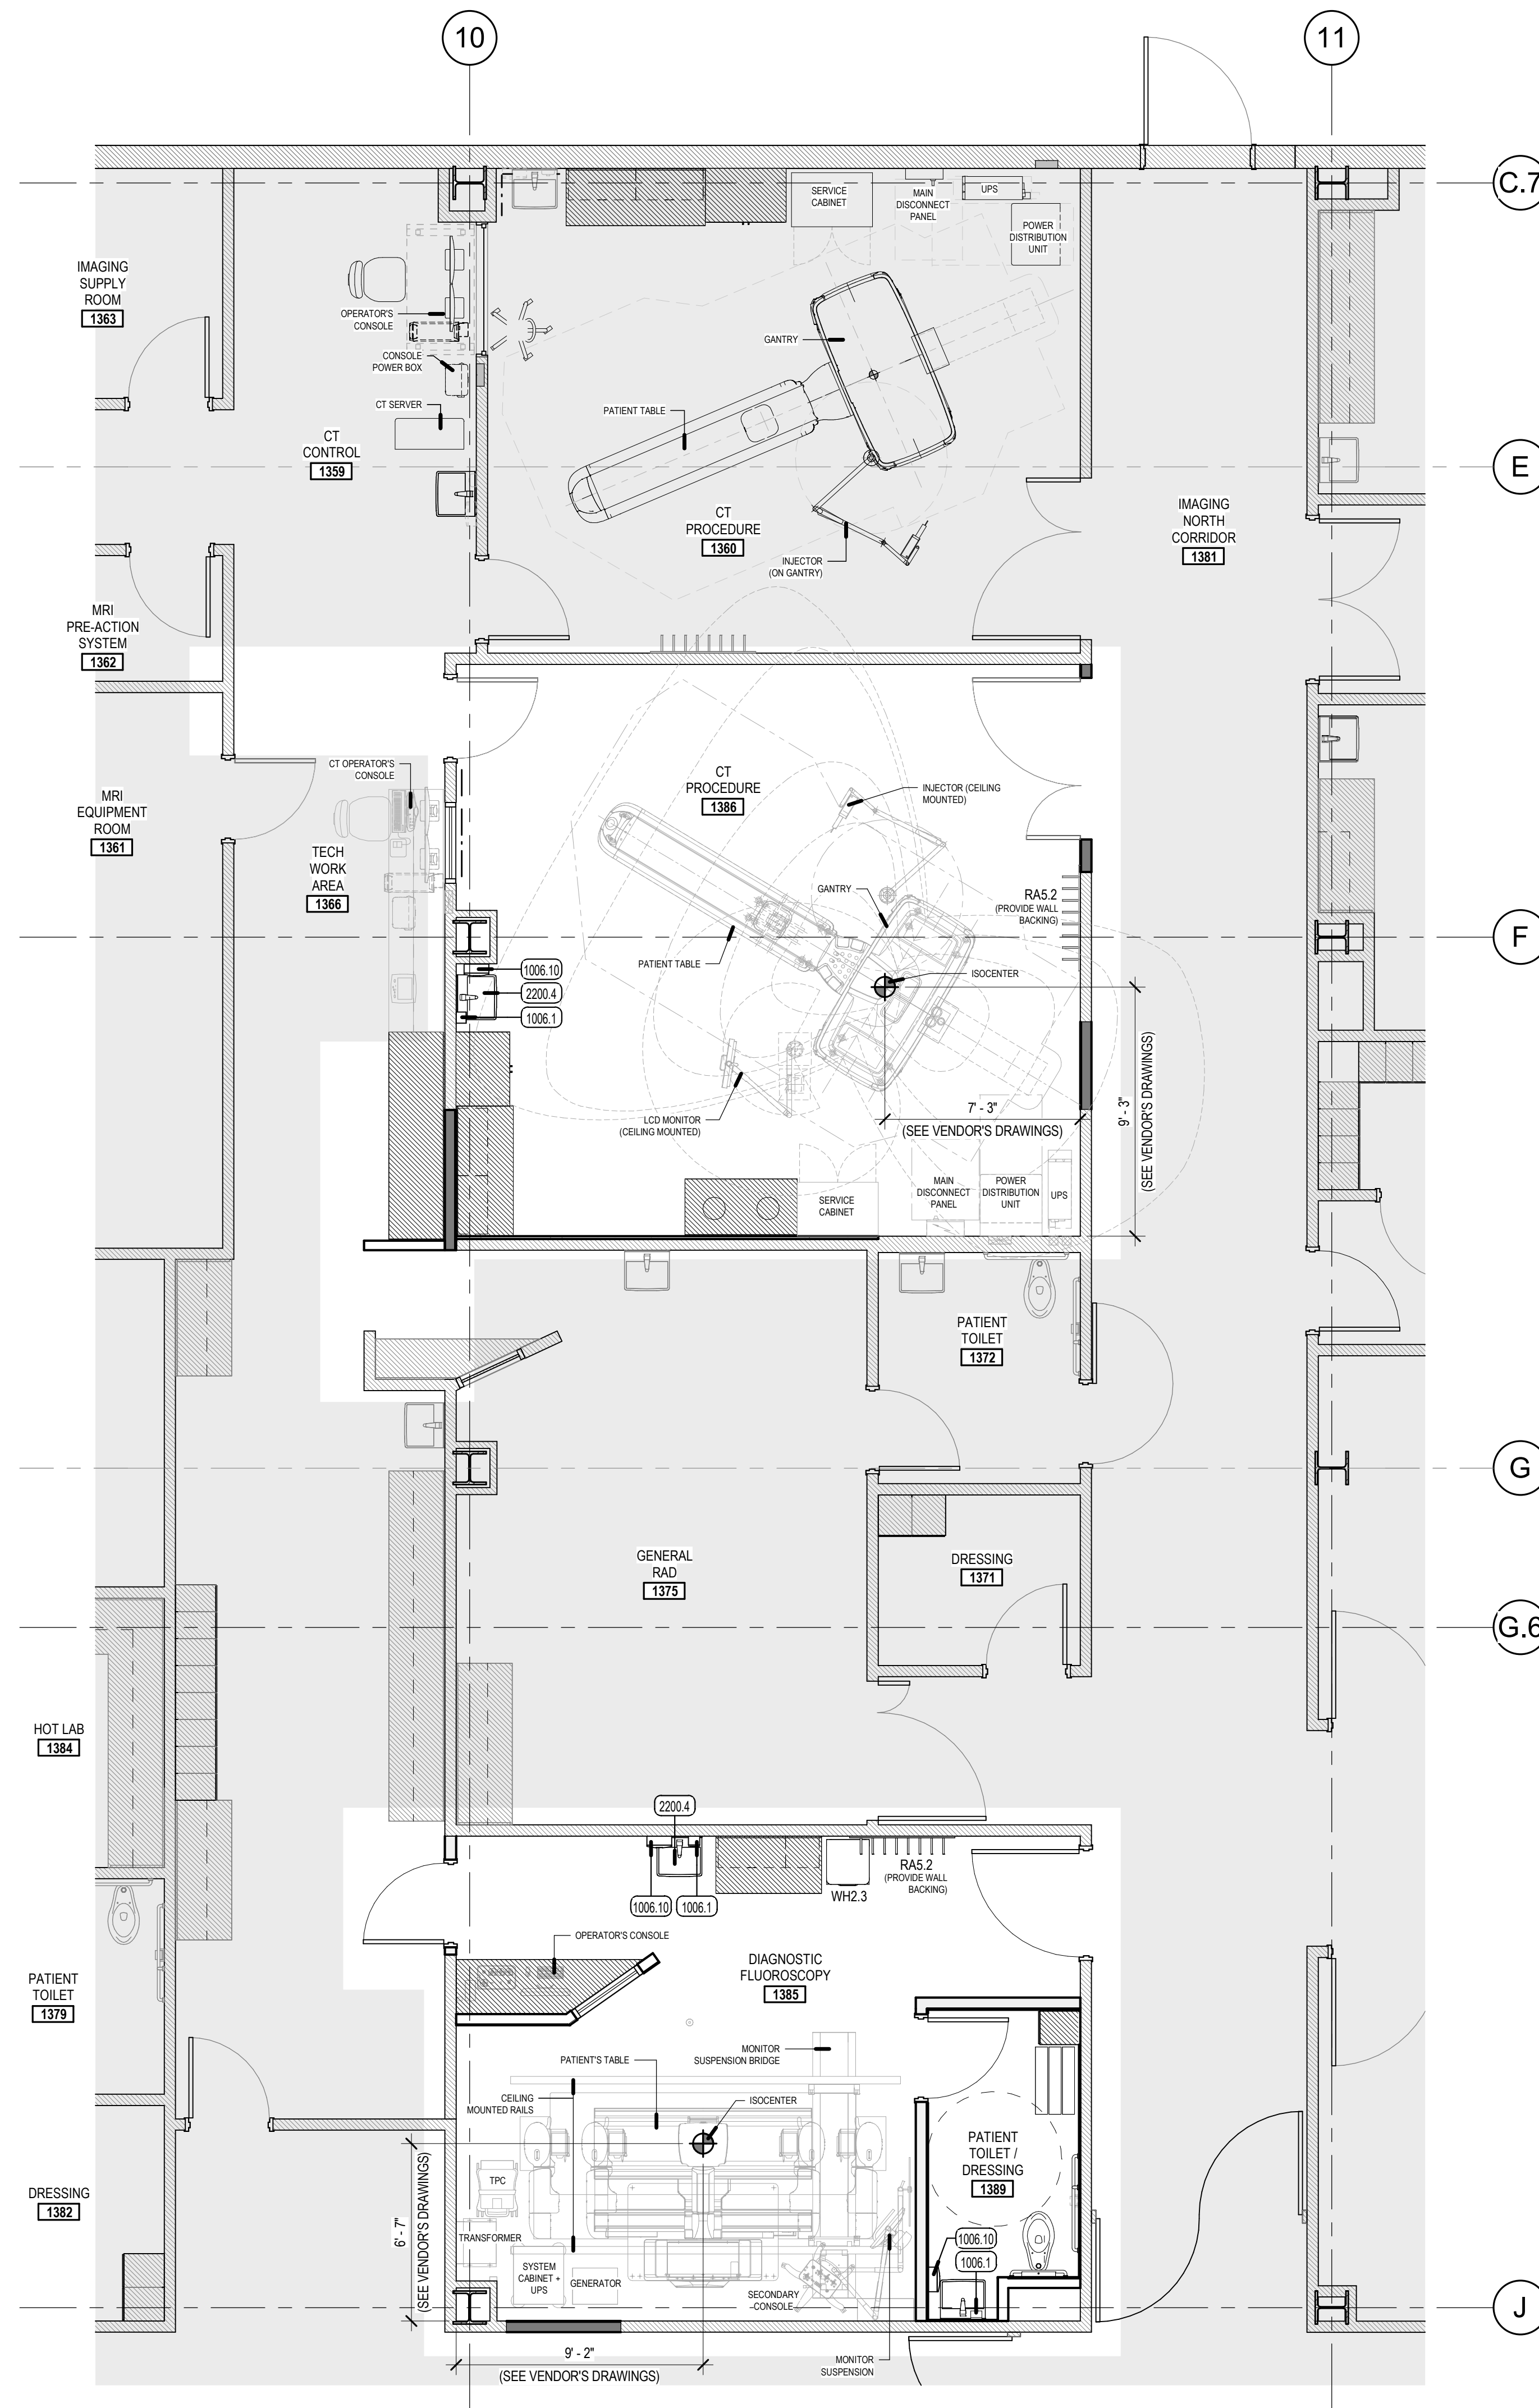 10
11
C.7
SERVICE
CABINET
MAIN
DISCONNECT
PANEL
UPS
POWER
DISTRIBUTION
UNIT
IMAGING
SUPPLY
ROOM
1363
OPERATOR'S
CONSOLE
CONSOLE
POWER BOX
CT SERVER
GANTRY
PATIENT TABLE
CT
CONTROL
1359
E
CT
PROCEDURE
1360
INJECTOR
(ON GANTRY)
IMAGING
NORTH
CORRIDOR
1381
MRI
PRE-ACTION
SYSTEM
1362
CT OPERATOR'S
CONSOLE
CT
PROCEDURE
1386
INJECTOR (CEILING
MOUNTED)
MRI
EQUIPMENT
ROOM
1361
TECH
WORK
AREA
1366
GANTRY
RA5.2
(PROVIDE WALL
BACKING)
F
PATIENT TABLE
ISOCENTER
1006.10
2200.4
1006.1
LCD MONITOR
(CEILING MOUNTED)
7' - 3"
(SEE VENDOR'S DRAWINGS)
9' - 3"
(SEE VENDOR'S DRAWINGS)
SERVICE
CABINET
MAIN
DISCONNECT
PANEL
POWER
DISTRIBUTION
UNIT
UPS
PATIENT
TOILET
1372
G
GENERAL
RAD
1375
DRESSING
1371
G.6
HOT LAB
1384
2200.4
1006.10
1006.1
WH2.3
RA5.2
(PROVIDE WALL
BACKING)
OPERATOR'S CONSOLE
DIAGNOSTIC
FLUOROSCOPY
1385
PATIENT
TOILET
1379
MONITOR
SUSPENSION BRIDGE
PATIENT'S TABLE
CEILING
MOUNTED RAILS
ISOCENTER
PATIENT
TOILET /
DRESSING
1389
DRESSING
1382
TPC
TRANSFORMER
SYSTEM
CABINET +
UPS
GENERATOR
SECONDARY
CONSOLE
1006.10
1006.1
6' - 7"
(SEE VENDOR'S DRAWINGS)
J
9' - 2"
(SEE VENDOR'S DRAWINGS)
MONITOR
SUSPENSION